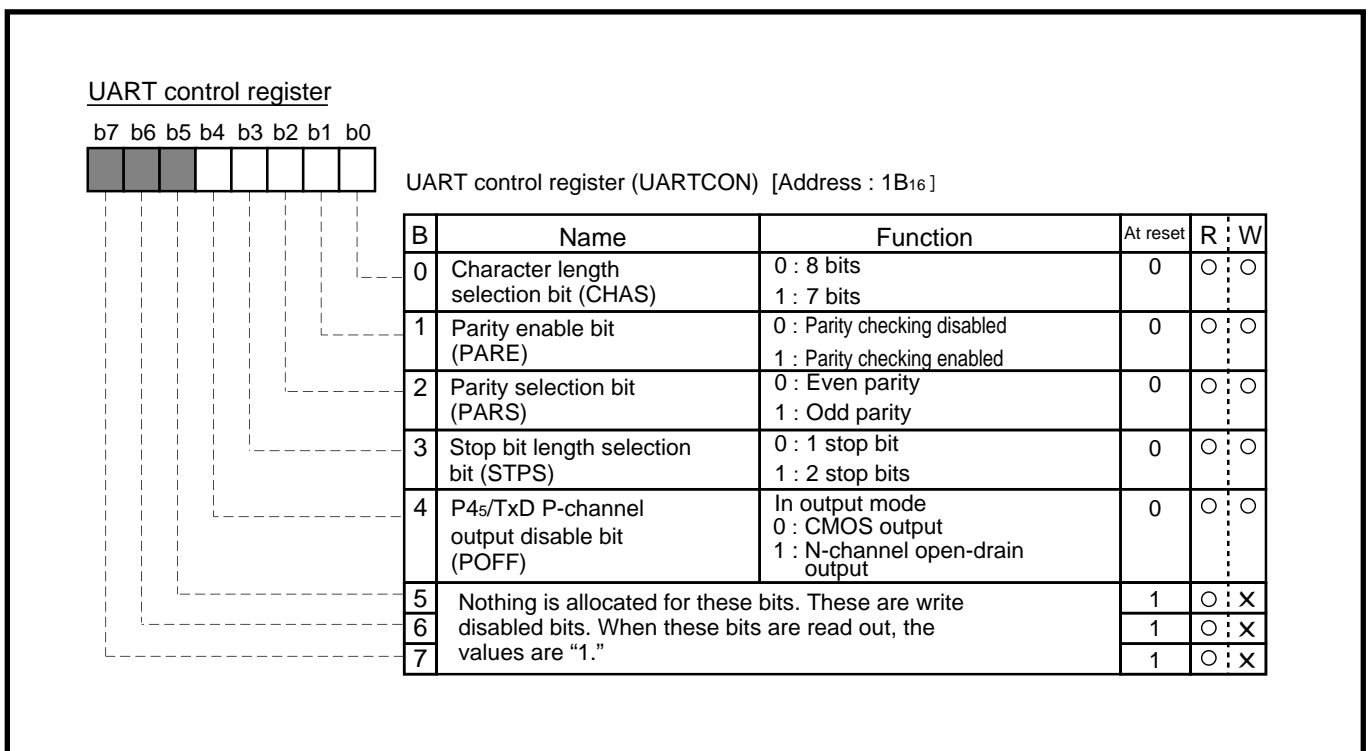 UART control register
b7 b6 b5 b4 b3 b2 b1 b0
UART control register (UARTCON) [Address : 1B16 ]
B Name Function At reset R W
0 Character length selection bit (CHAS) 0 : 8 bits 0 ○ ○
1 : 7 bits
1 Parity enable bit (PARE) 0 : Parity checking disabled 0 ○ ○
1 : Parity checking enabled
2 Parity selection bit (PARS) 0 : Even parity 0 ○ ○
1 : Odd parity
3 Stop bit length selection bit (STPS) 0 : 1 stop bit 0 ○ ○
1 : 2 stop bits
4 P45/TxD P-channel output disable bit (POFF) In output mode 0 ○ ○
0 : CMOS output
1 : N-channel open-drain output
5 Nothing is allocated for these bits. These are write 1 ○ ×
6 disabled bits. When these bits are read out, the 1 ○ ×
7 values are “1.” 1 ○ ×